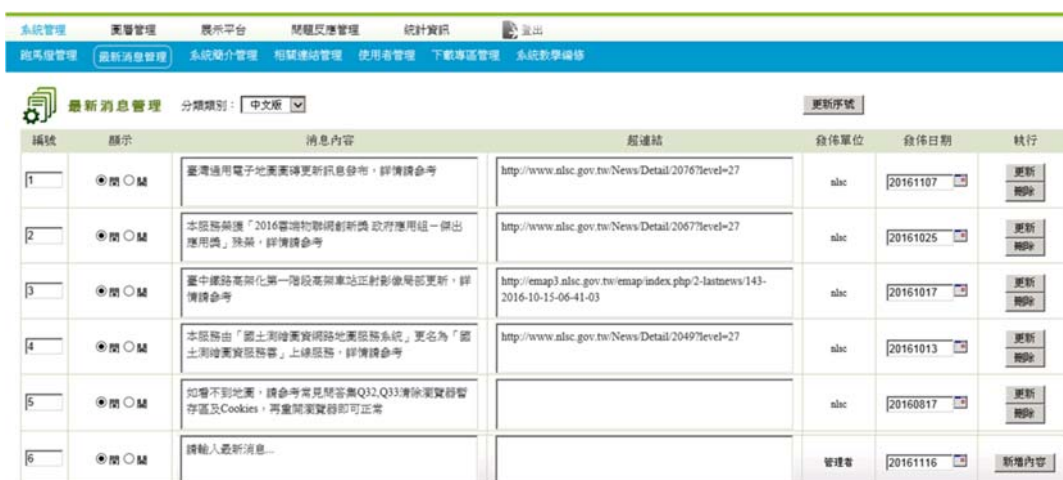 系統管理 圖層管理 展示平台 問題反應管理 統計資訊 登出
跑馬燈管理 最新消息管理 系統簡介管理 相關連結管理 使用者管理 下載專區管理 系統教學編修
最新消息管理 分類類別： 中文版 更新序號
編號 顯示 消息內容 超連結 發佈單位 發佈日期 執行
1 開 關 臺灣通用電子地圖圖磚更新訊息發布，詳情請參考 http://www.nlsc.gov.tw/News/Detail/2076?level=27 nlsc 20161107 更新
刪除
2 開 關 本服務榮獲「2016雲端物聯網創新獎 政府應用組－傑出 http://www.nlsc.gov.tw/News/Detail/2067?level=27 nlsc 20161025 更新
應用獎」殊榮，詳情請參考 刪除
3 開 關 臺中鐵路高架化第一階段高架車站正射影像局部更新，詳 http://emap3.nlsc.gov.tw/emap/index.php/2-lastnews/143- nlsc 20161017 更新
情請參考 2016-10-15-06-41-03 刪除
4 開 關 本服務由「國土測繪圖資網路地圖服務系統」更名為「國 http://www.nlsc.gov.tw/News/Detail/2049?level=27 nlsc 20161013 更新
土測繪圖資服務雲」上線服務，詳情請參考 刪除
5 開 關 如看不到地圖，請參考常見問答集Q32,Q33清除瀏覽器暫 nlsc 20160817 更新
存區及Cookies，再重開瀏覽器即可正常 刪除
6 開 關 請輸入最新消息... 管理者 20161116 新增內容